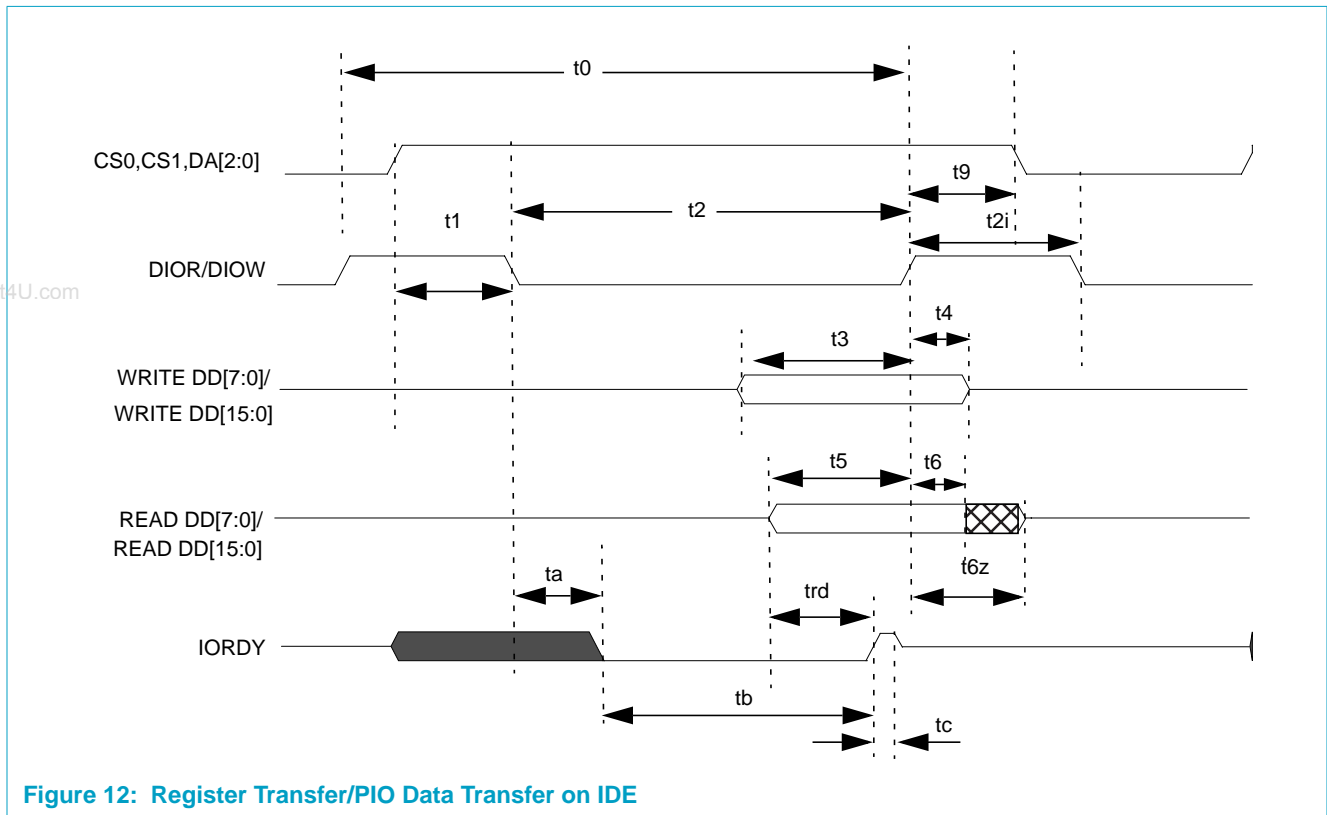 t0
CS0,CS1,DA[2:0]
t9
t1
t2
t2i
DIOR/DIOW
t4U.com
t4
t3
WRITE DD[7:0]/
WRITE DD[15:0]
t5
t6
READ DD[7:0]/
READ DD[15:0]
t6z
ta
trd
IORDY
tb
tc
Figure 12: Register Transfer/PIO Data Transfer on IDE